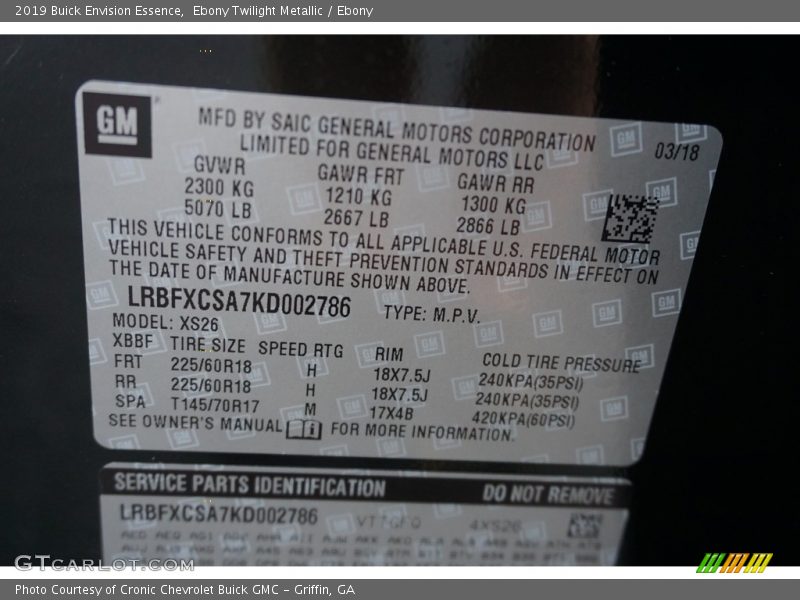 2019 Buick Envision Essence, Ebony Twilight Metallic / Ebony
GM
MFD BY SAIC GENERAL MOTORS CORPORATION
LIMITED FOR GENERAL MOTORS LLC
03/18
GVWR GAWR FRT GAWR RR
2300 KG 1210 KG 1300 KG
5070 LB 2667 LB 2866 LB
THIS VEHICLE CONFORMS TO ALL APPLICABLE U.S. FEDERAL MOTOR
VEHICLE SAFETY AND THEFT PREVENTION STANDARDS IN EFFECT ON
THE DATE OF MANUFACTURE SHOWN ABOVE.
LRBFXCSA7KD002786 TYPE: M.P.V.
MODEL: XS26
XBBF TIRE SIZE SPEED RTG RIM COLD TIRE PRESSURE
FRT 225/60R18 H 18X7.5J 240KPA(35PSI)
RR 225/60R18 H 18X7.5J 240KPA(35PSI)
SPA T145/70R17 M 17X4B 420KPA(60PSI)
SEE OWNER'S MANUAL FOR MORE INFORMATION.
SERVICE PARTS IDENTIFICATION DO NOT REMOVE
LRBFXCSA7KD002786 4XS26
GTcarlot.com
Photo Courtesy of Cronic Chevrolet Buick GMC - Griffin, GA